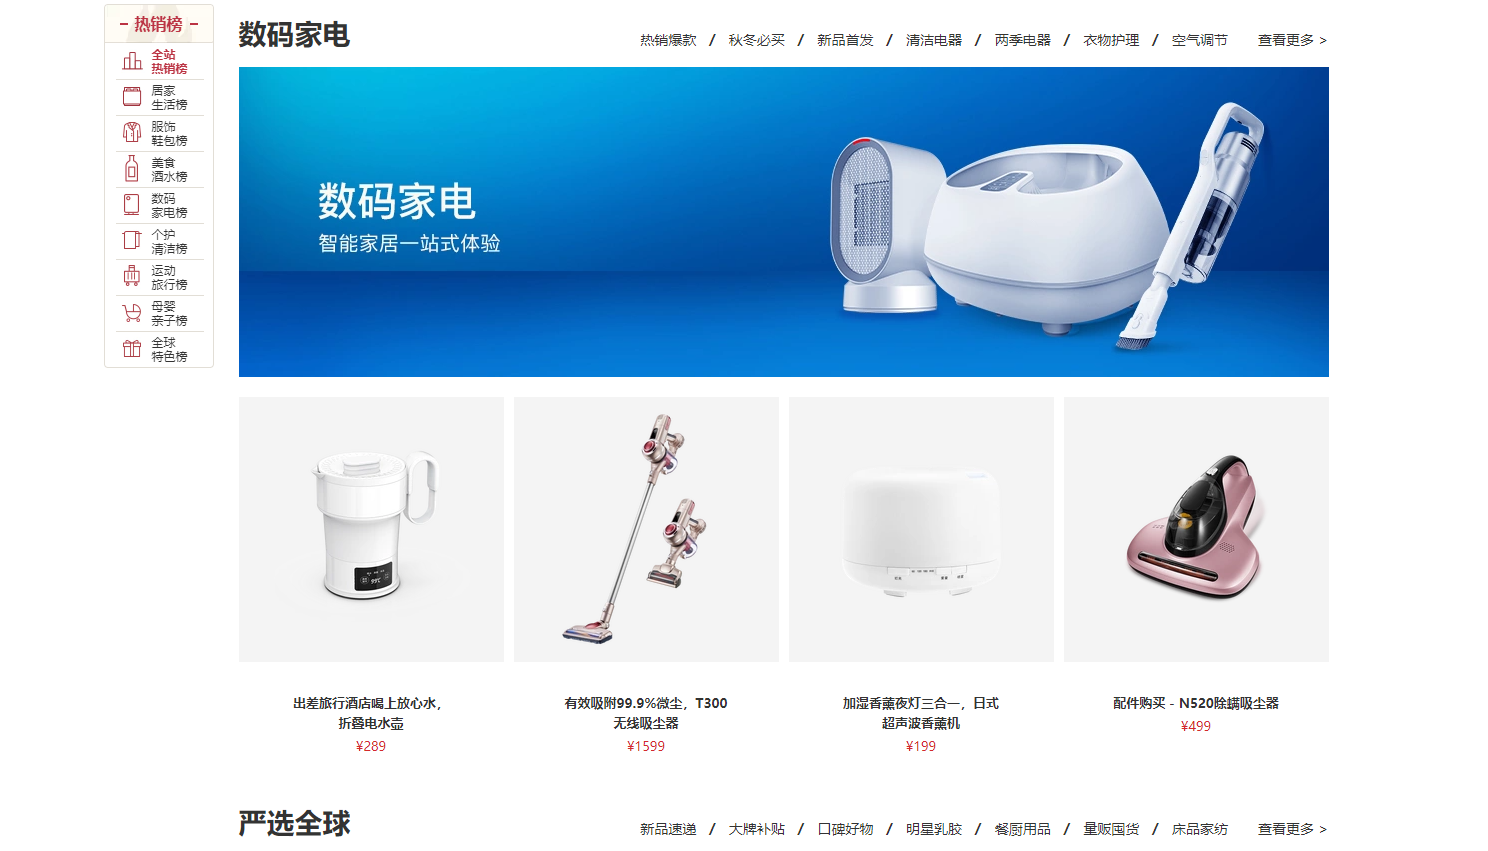 热销榜
全站
热销榜
居家
生活榜
服饰
鞋包榜
美食
酒水榜
数码
家电榜
个护
清洁榜
运动
旅行榜
母婴
亲子榜
全球
特色榜
数码家电
热销爆款 / 秋冬必买 / 新品首发 / 清洁电器 / 两季电器 / 衣物护理 / 空气调节 查看更多 >
数码家电
智能家居一站式体验
99℃
出差旅行酒店喝上放心水，
折叠电水壶
¥289
有效吸附99.9%微尘，T300
无线吸尘器
¥1599
加湿香薰夜灯三合一，日式
超声波香薰机
¥199
配件购买 - N520除螨吸尘器
¥499
严选全球
新品速递 / 大牌补贴 / 口碑好物 / 明星乳胶 / 餐厨用品 / 量贩囤货 / 床品家纺 查看更多 >